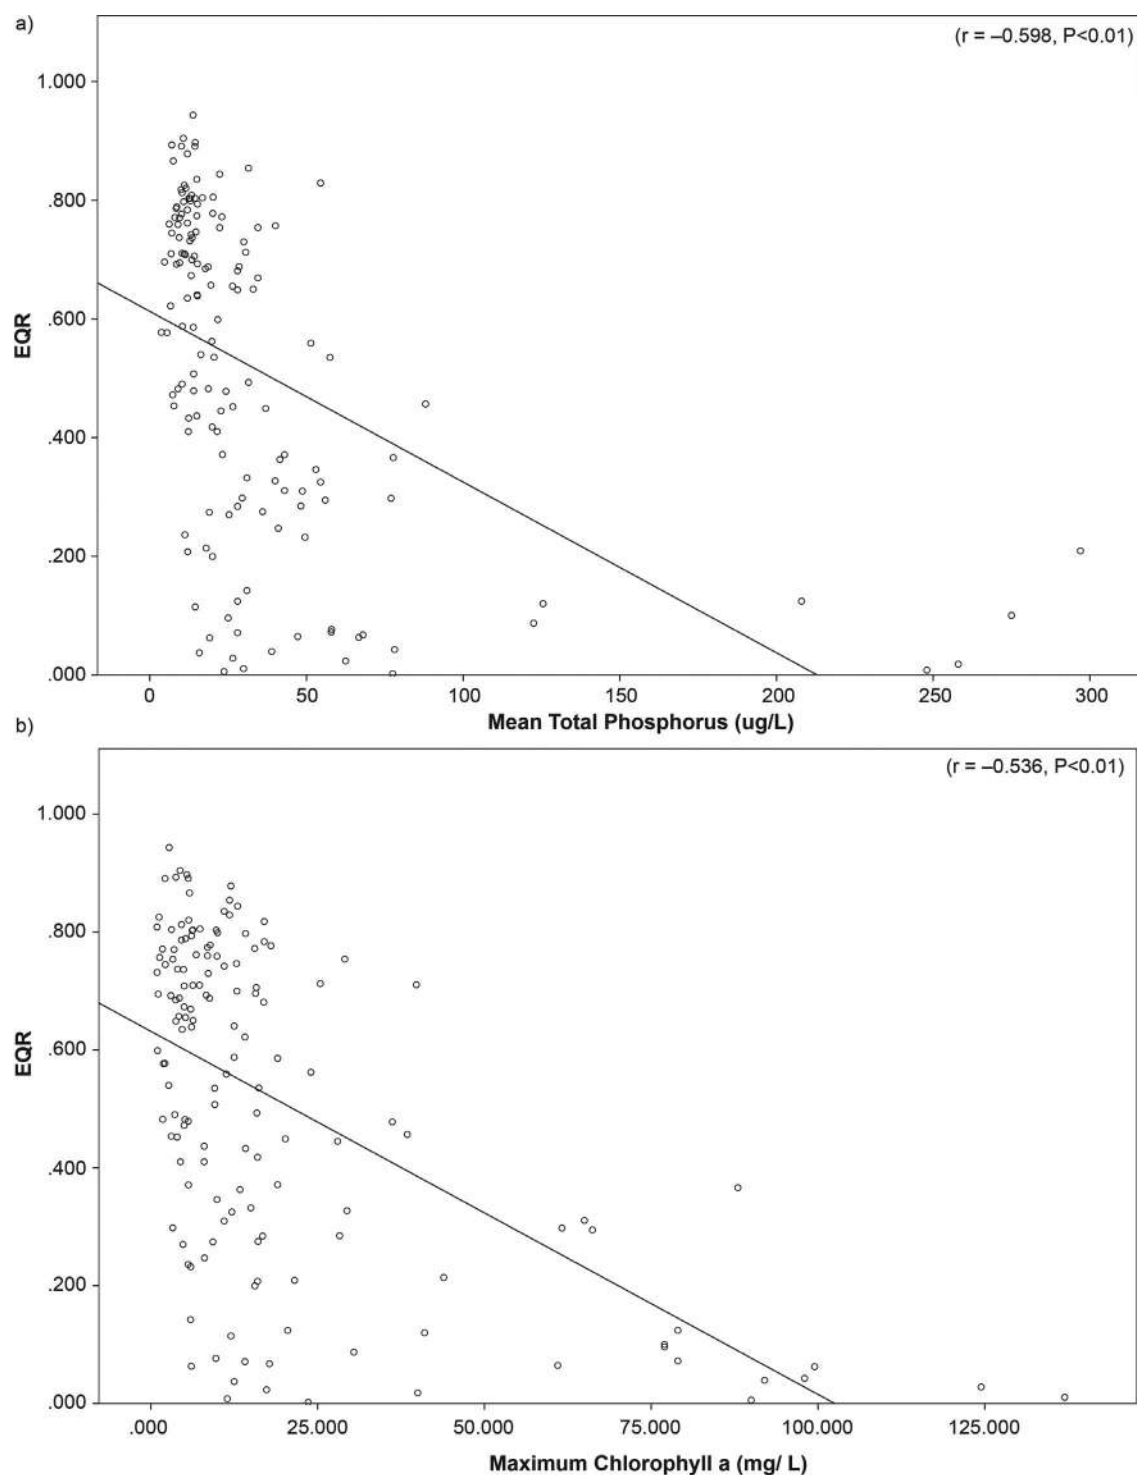 a)
(r = –0.598, P<0.01)
1.000
.800
.600
EQR
.400
.200
.000
0 50 100 150 200 250 300
Mean Total Phosphorus (ug/L)
b)
(r = –0.536, P<0.01)
1.000
.800
.600
EQR
.400
.200
.000
.000 25.000 50.000 75.000 100.000 125.000
Maximum Chlorophyll a (mg/ L)